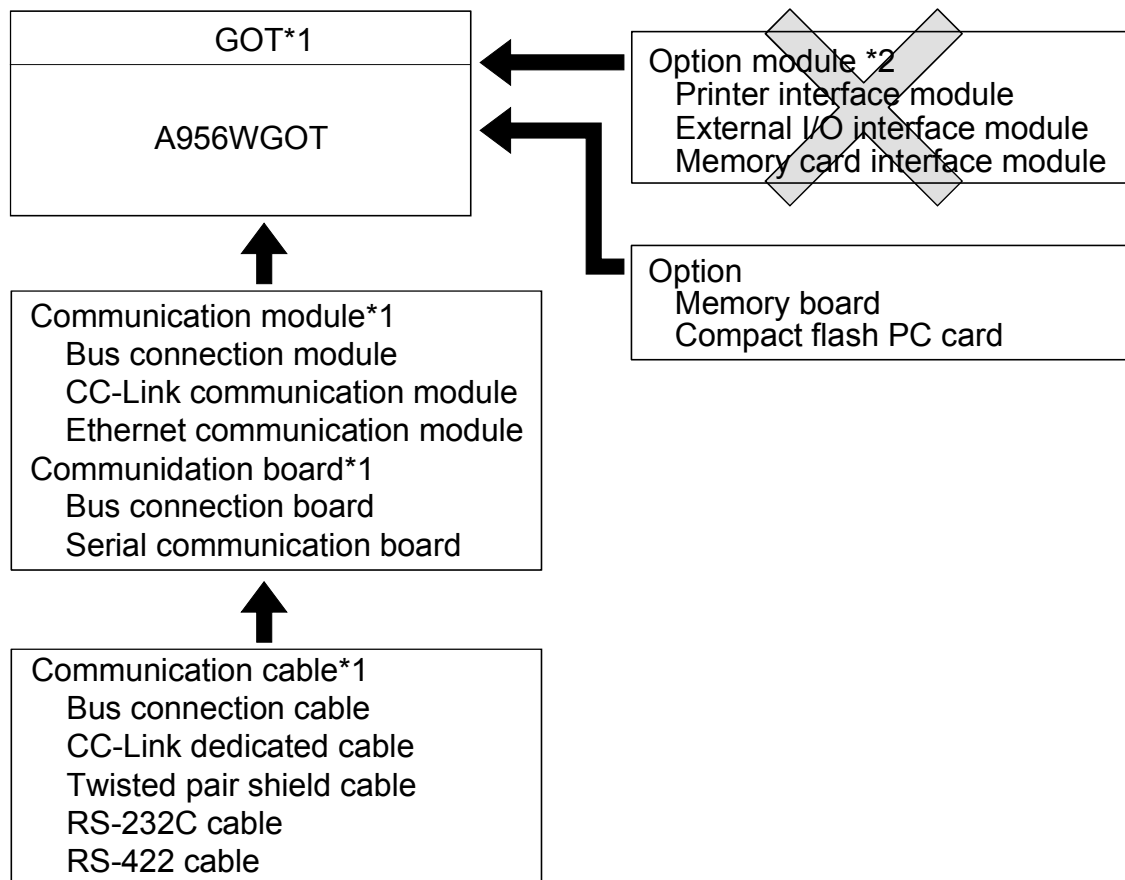 GOT*1
A956WGOT
Option module *2
Printer interface module
External I/O interface module
Memory card interface module
Option
Memory board
Compact flash PC card
Communication module*1
Bus connection module
CC-Link communication module
Ethernet communication module
Communidation board*1
Bus connection board
Serial communication board
Communication cable*1
Bus connection cable
CC-Link dedicated cable
Twisted pair shield cable
RS-232C cable
RS-422 cable